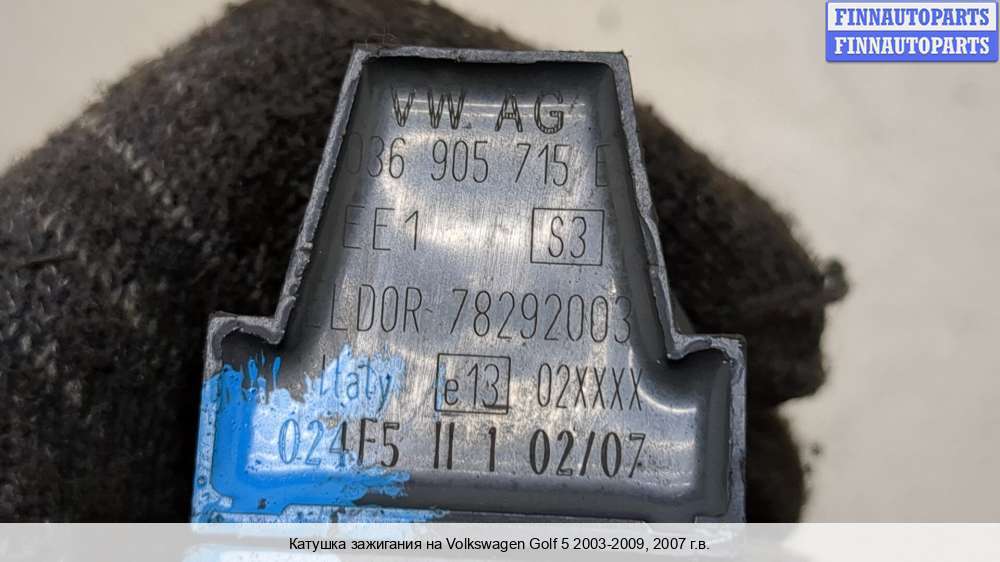 FINNAUTOPARTS
FINNAUTOPARTS
VW AG
036 905 715 E
EE1 S3
ELDOR 78292003
Italy e13 02XXXX
024F5 II 1 02/07
Катушка зажигания на Volkswagen Golf 5 2003-2009, 2007 г.в.